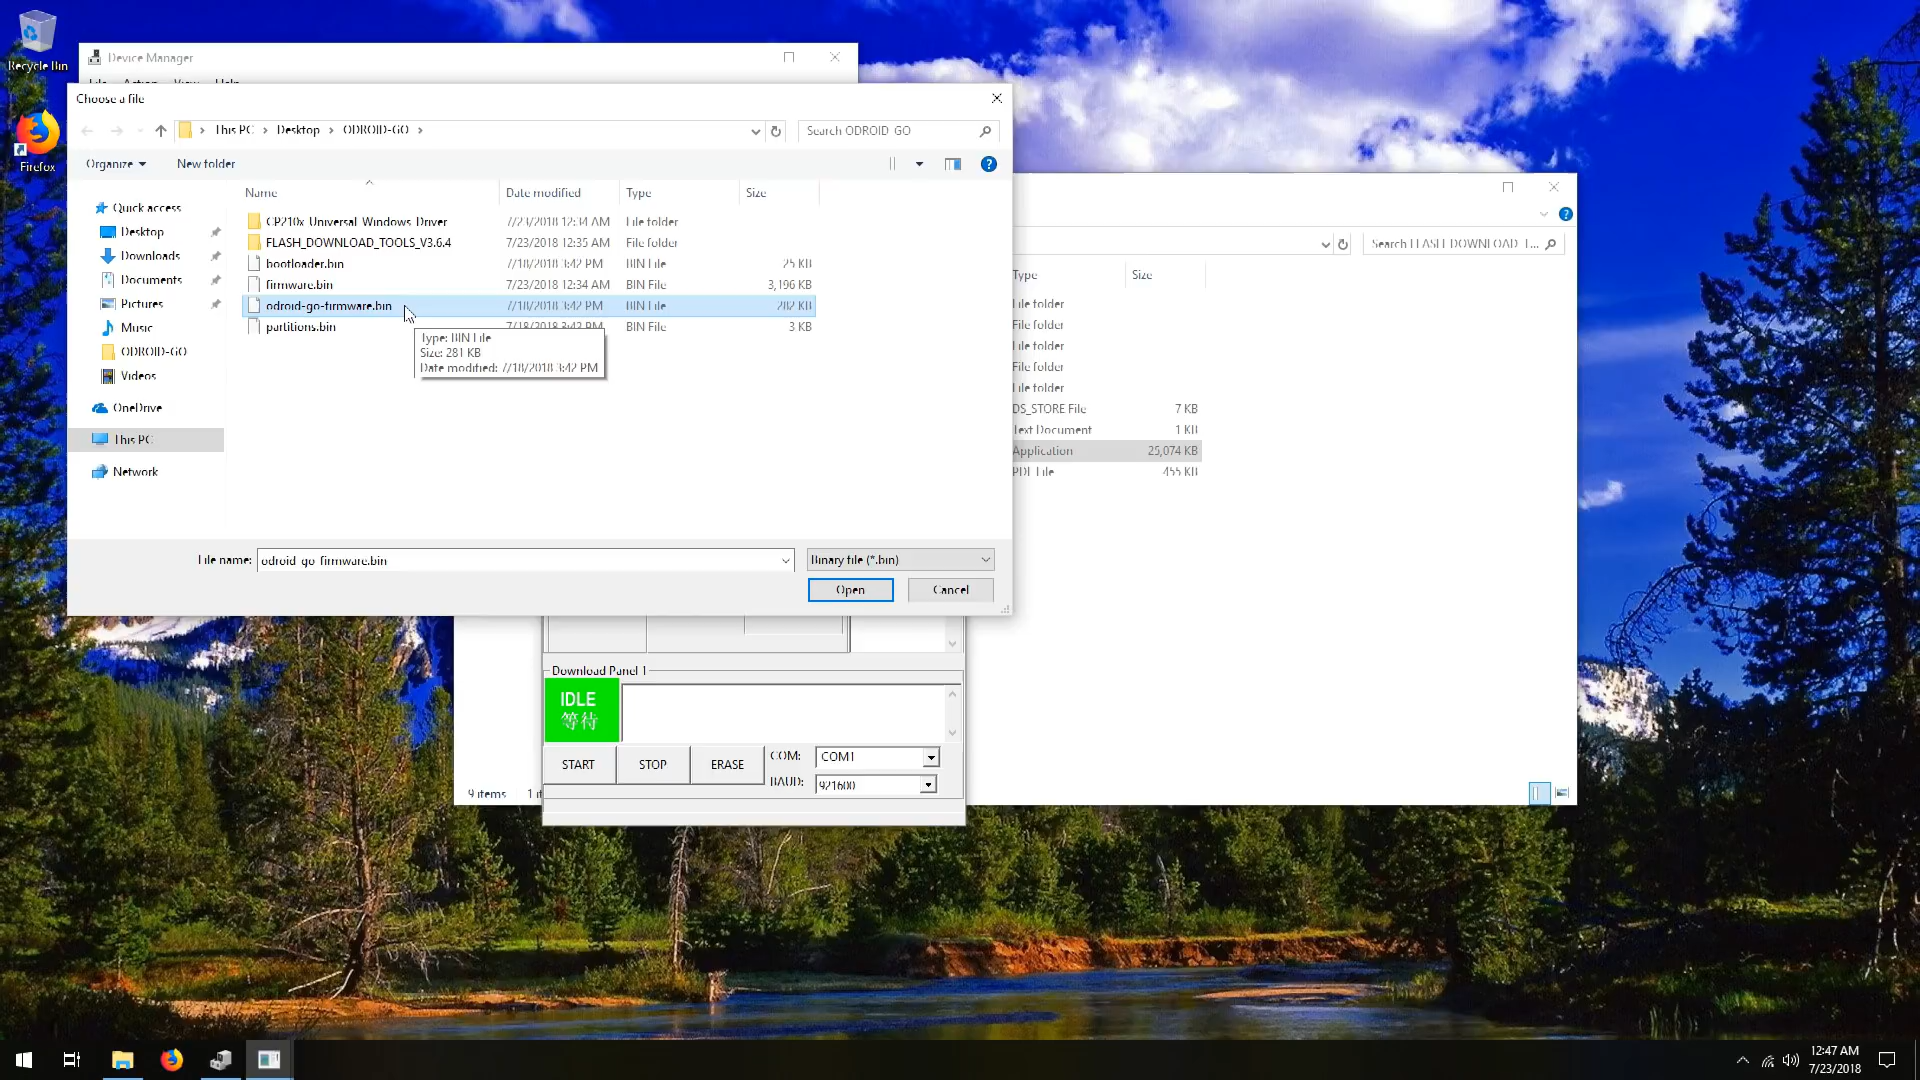 Recycle Bin
Firefox
Device Manager
File Action View Help
Choose a file
This PC > Desktop > ODROID-GO >
Search ODROID-GO
Organize
New folder
Name Date modified Type Size
Quick access
Desktop
Downloads
Documents
Pictures
Music
ODROID-GO
Videos
OneDrive
This PC
Network
CP210x_Universal_Windows_Driver 7/23/2018 12:34 AM File folder
FLASH_DOWNLOAD_TOOLS_V3.6.4 7/23/2018 12:35 AM File folder
bootloader.bin 7/18/2018 3:42 PM BIN File 25 KB
firmware.bin 7/23/2018 12:34 AM BIN File 3,196 KB
odroid-go-firmware.bin 7/18/2018 3:42 PM BIN File 282 KB
partitions.bin 7/18/2018 3:42 PM BIN File 3 KB
Type: BIN File
Size: 281 KB
Date modified: 7/18/2018 3:42 PM
File name: odroid-go-firmware.bin
Binary file (*.bin)
Open
Cancel
Search FLASH_DOWNLOAD_T...
Type Size
File folder
File folder
File folder
File folder
File folder
DS_STORE File 7 KB
Text Document 1 KB
Application 25,074 KB
PDF File 455 KB
9 items
Download Panel 1
IDLE
等待
START
STOP
ERASE
COM: COM1
BAUD: 921600
12:47 AM
7/23/2018